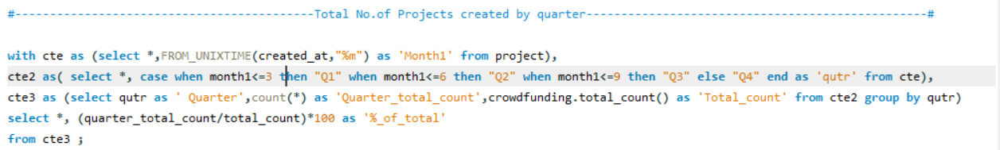 #-------------------------------------------Total No.of Projects created by quarter-------------------------------------------------#
with cte as (select *,FROM_UNIXTIME(created_at,"%m") as 'Month1' from project),
cte2 as( select *, case when month1<=3 then "Q1" when month1<=6 then "Q2" when month1<=9 then "Q3" else "Q4" end as 'qutr' from cte),
cte3 as (select qutr as ' Quarter',count(*) as 'Quarter_total_count',crowdfunding.total_count() as 'Total_count' from cte2 group by qutr)
select *, (quarter_total_count/total_count)*100 as '%_of_total'
from cte3 ;